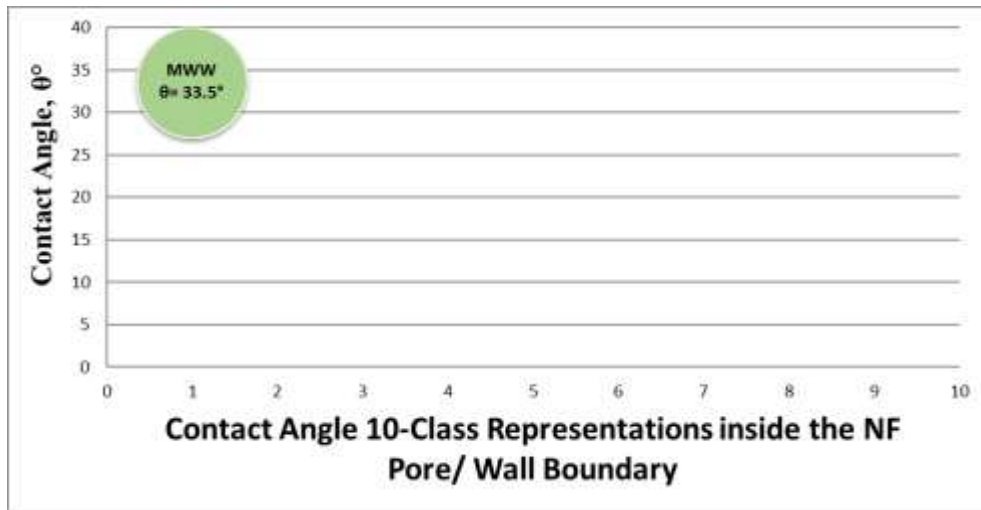 Contact Angle, θ°
40
35
30
25
20
15
10
5
0
MWW
θ= 33.5°
0 1 2 3 4 5 6 7 8 9 10
Contact Angle 10-Class Representations inside the NF
Pore/ Wall Boundary